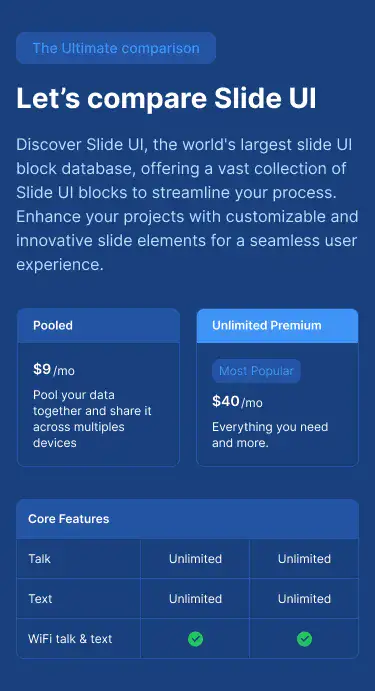 The Ultimate comparison
Let’s compare Slide UI
Discover Slide UI, the world's largest slide UI
block database, offering a vast collection of
Slide UI blocks to streamline your process.
Enhance your projects with customizable and
innovative slide elements for a seamless user
experience.
Pooled
$9/mo
Pool your data
together and share it
across multiples
devices
Unlimited Premium
Most Popular
$40/mo
Everything you need
and more.
Core Features
Talk Unlimited Unlimited
Text Unlimited Unlimited
WiFi talk & text